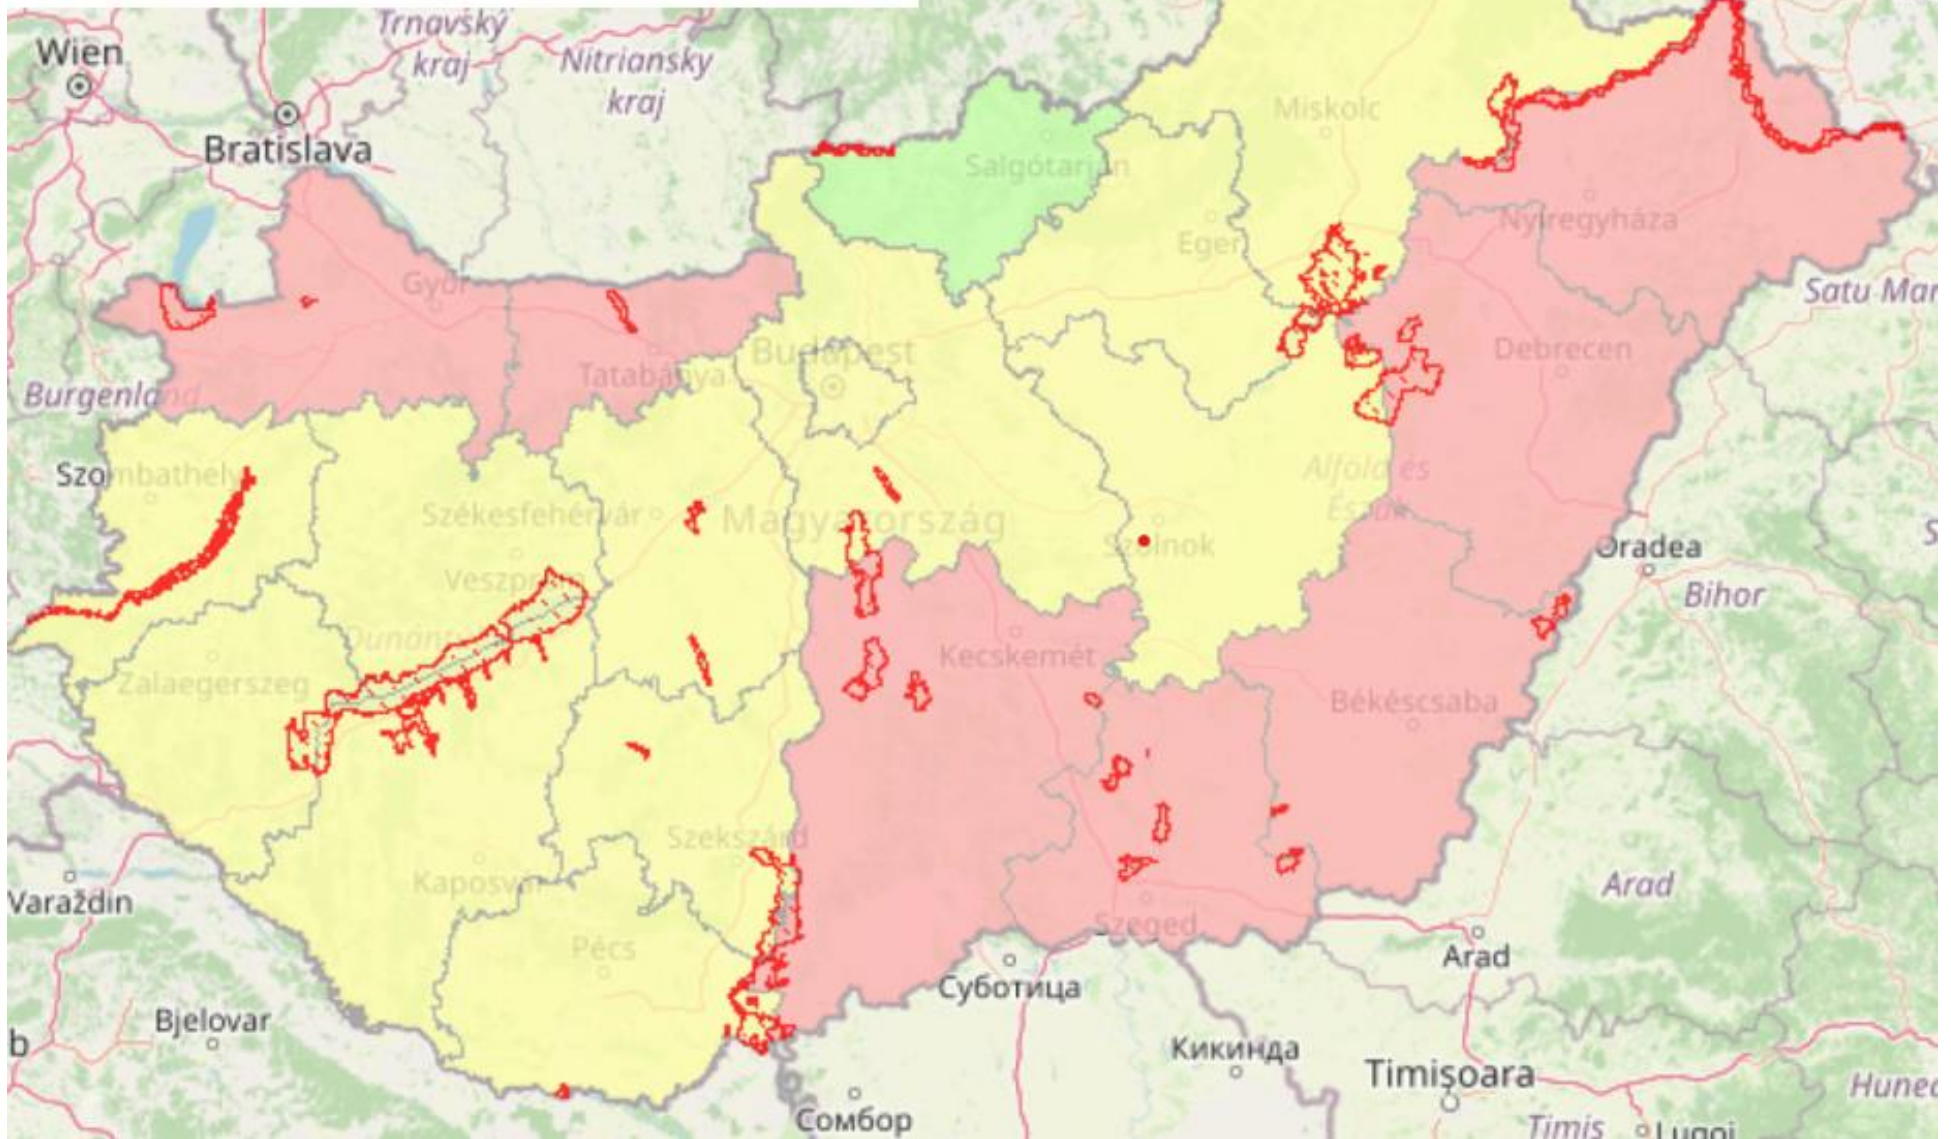 Trnavský
kraj
Wien
Nitriansky
kraj
Bratislava
Miskolc
Salgótarján
Eger
Nyíregyháza
Győr
Satu Mar
Budapest
Debrecen
Tatabánya
Burgenland
Szombathely
Alföld és
Észak
Székesfehérvár
Magyarország
Szolnok
Oradea
Veszprém
Bihor
Dunántúl
Kecskemét
Zalaegerszeg
Békéscsaba
Szekszárd
Kaposvár
Arad
Varaždin
Szeged
Pécs
Arad
Суботица
Bjelovar
b
Кикинда
Timișoara
Hune
Сомбор
Timiș
Lugoj